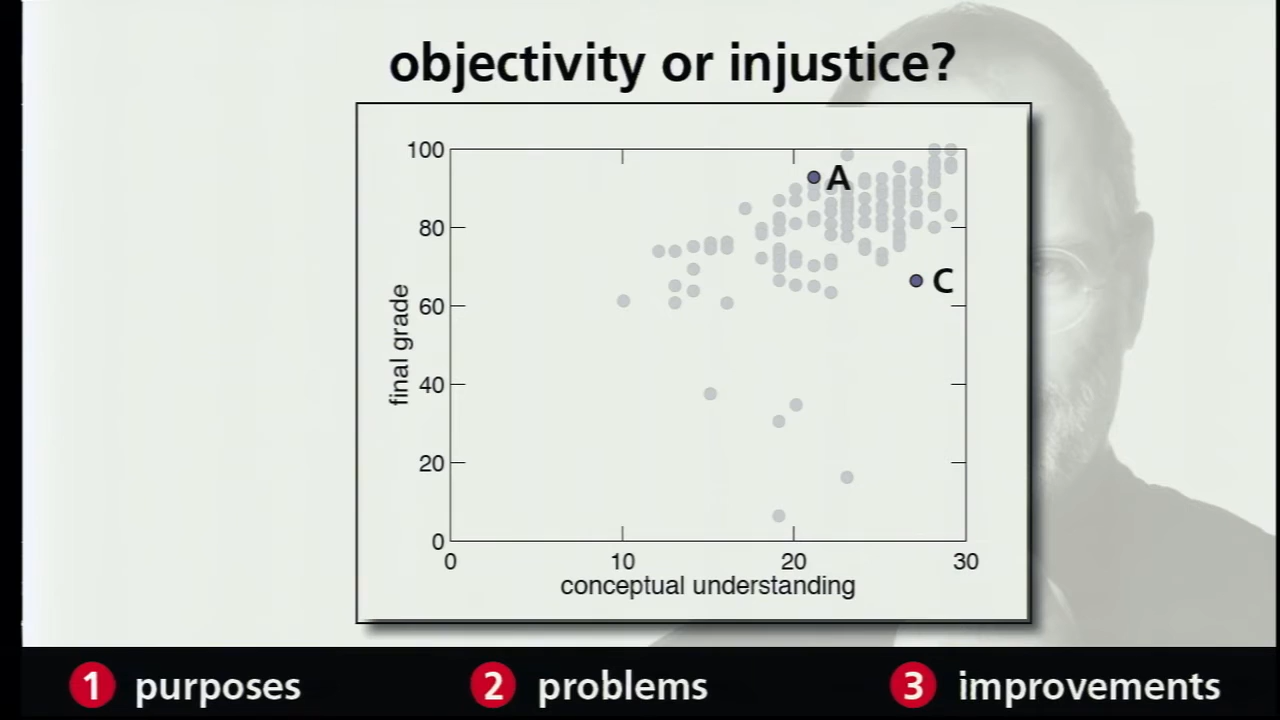 objectivity or injustice?
100
80
60
40
20
0
final grade
A
C
0 10 20 30
conceptual understanding
1 purposes 2 problems 3 improvements